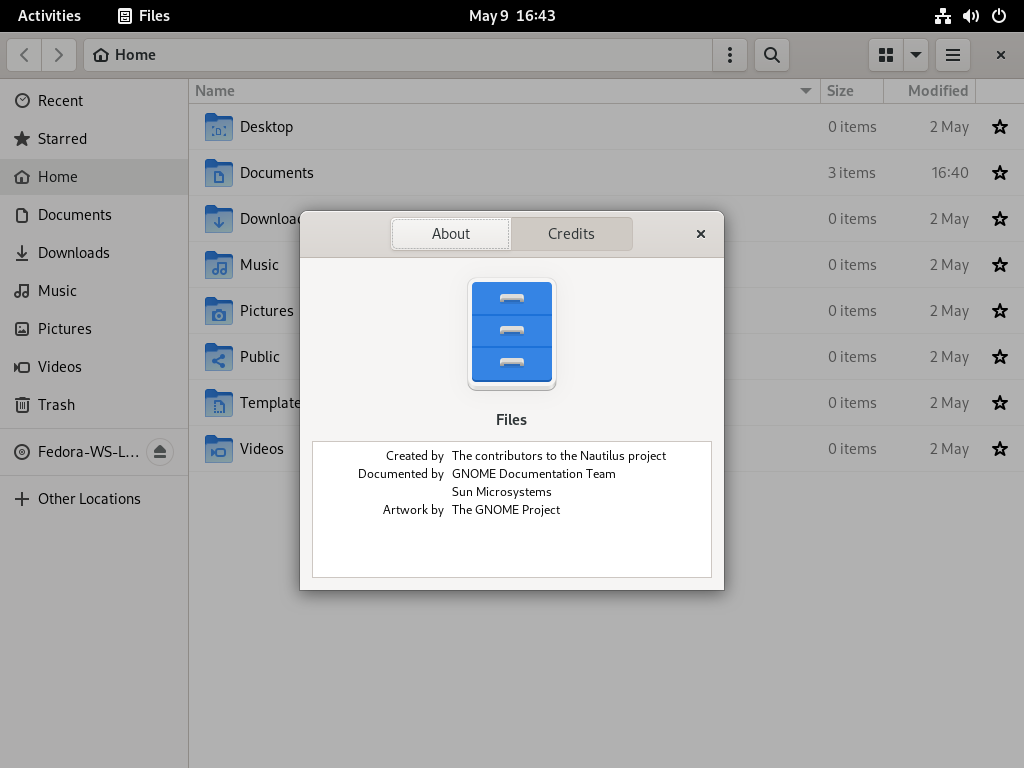 Activities Files May 9 16:43
Home
Name Size Modified
Recent
Starred
Home
Documents
Downloads
Music
Pictures
Videos
Trash
Fedora-WS-L...
Other Locations
Desktop 0 items 2 May
Documents 3 items 16:40
Downloa 0 items 2 May
Music 0 items 2 May
Pictures 0 items 2 May
Public 0 items 2 May
Template 0 items 2 May
Videos 0 items 2 May
About Credits
Files
Created by The contributors to the Nautilus project
Documented by GNOME Documentation Team
Sun Microsystems
Artwork by The GNOME Project